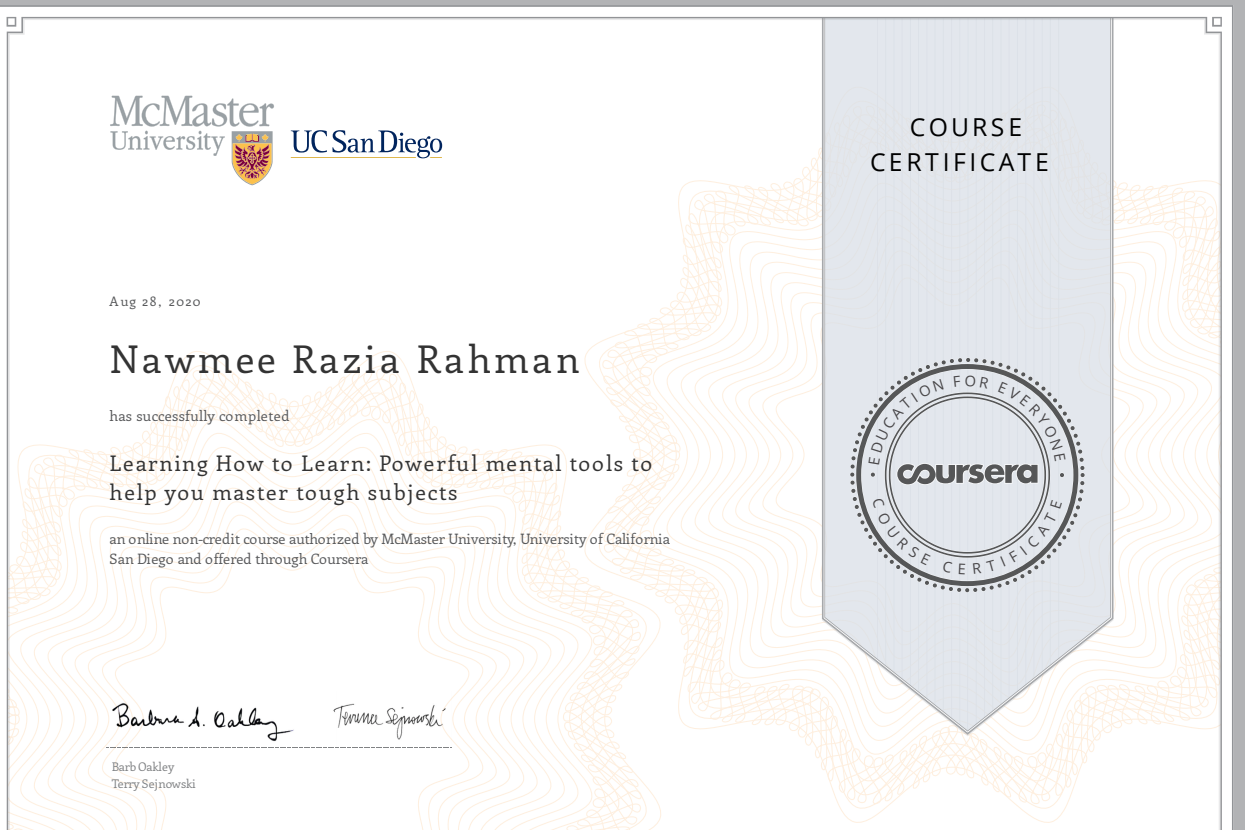 McMaster
University
UC San Diego
COURSE
CERTIFICATE
Aug 28, 2020
Nawmee Razia Rahman
has successfully completed
Learning How to Learn: Powerful mental tools to
help you master tough subjects
an online non-credit course authorized by McMaster University, University of California
San Diego and offered through Coursera
EDUCATION FOR EVERYONE
coursera
COURSE CERTIFICATE
Barbara A. Oakley
Terrence Sejnowski
Barb Oakley
Terry Sejnowski